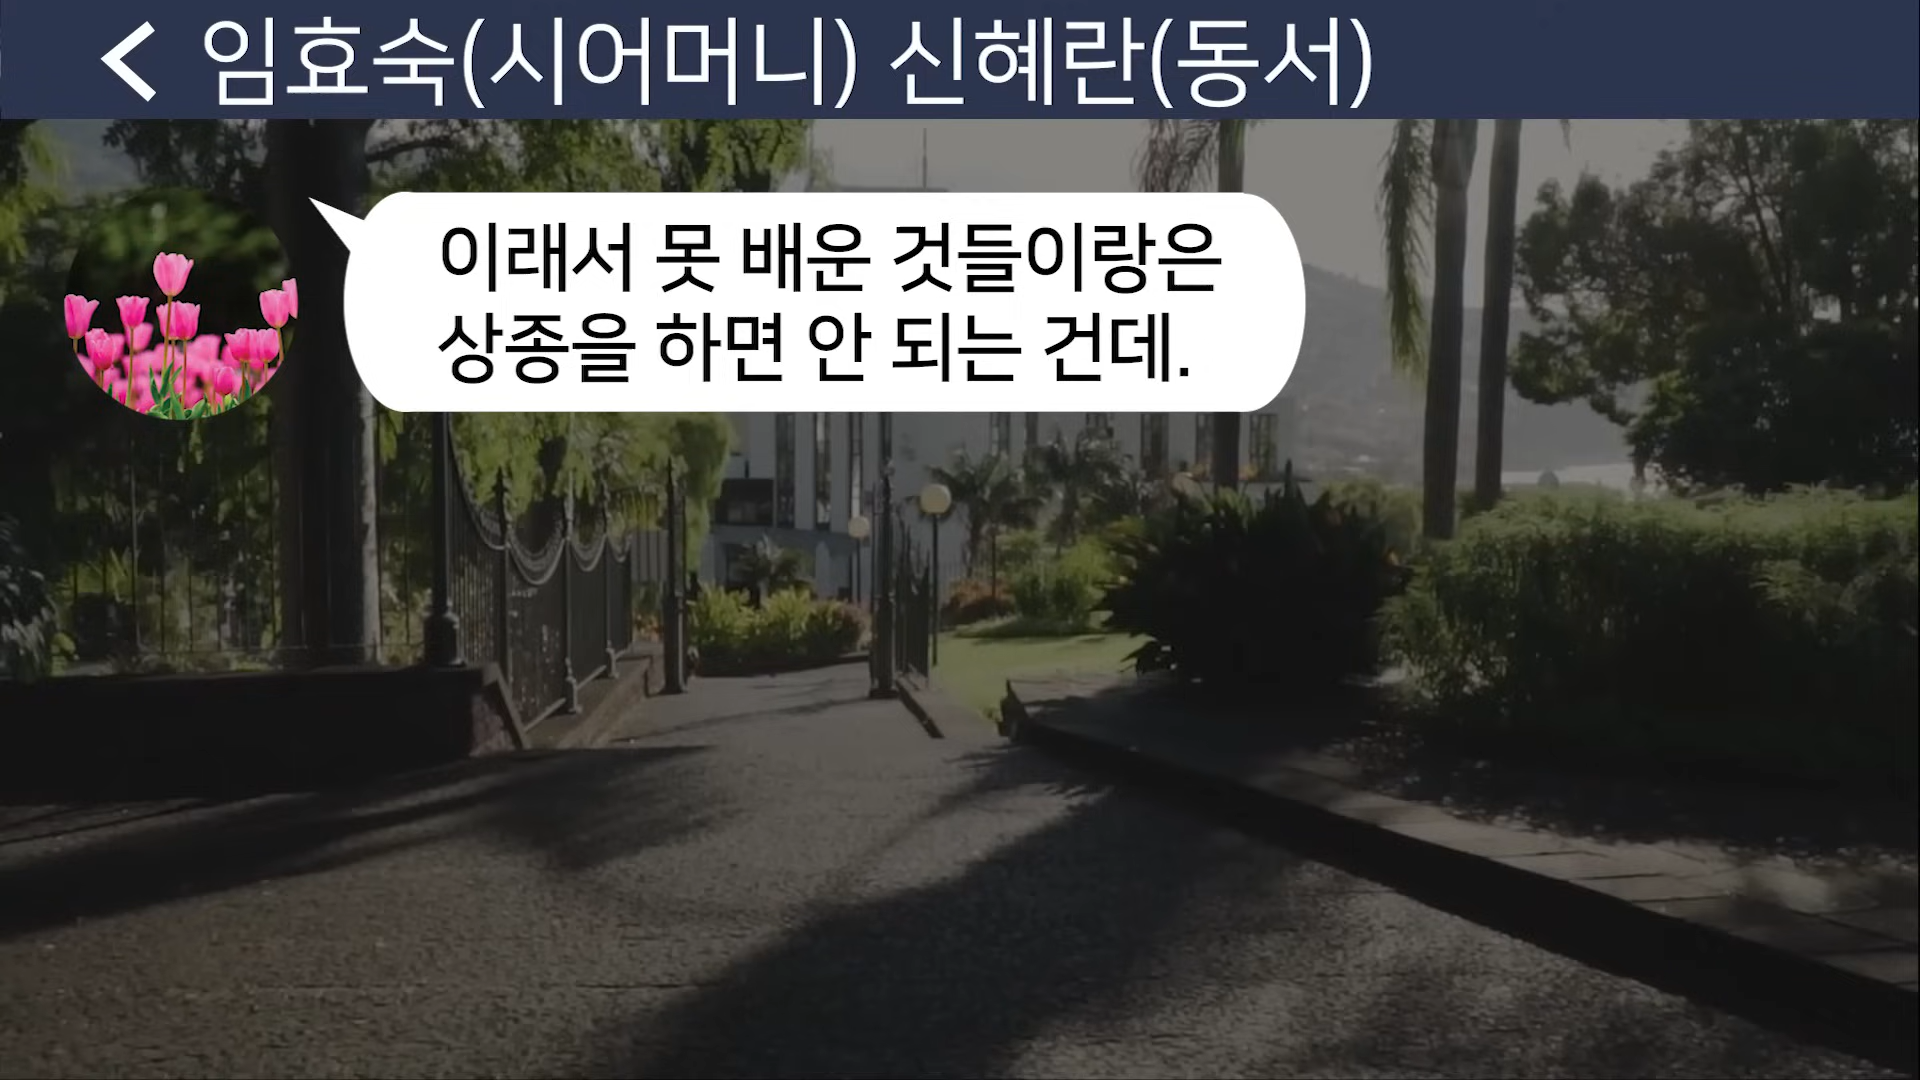 임효숙(시어머니) 신혜란(동서)
이래서 못 배운 것들이랑은
상종을 하면 안 되는 건데.